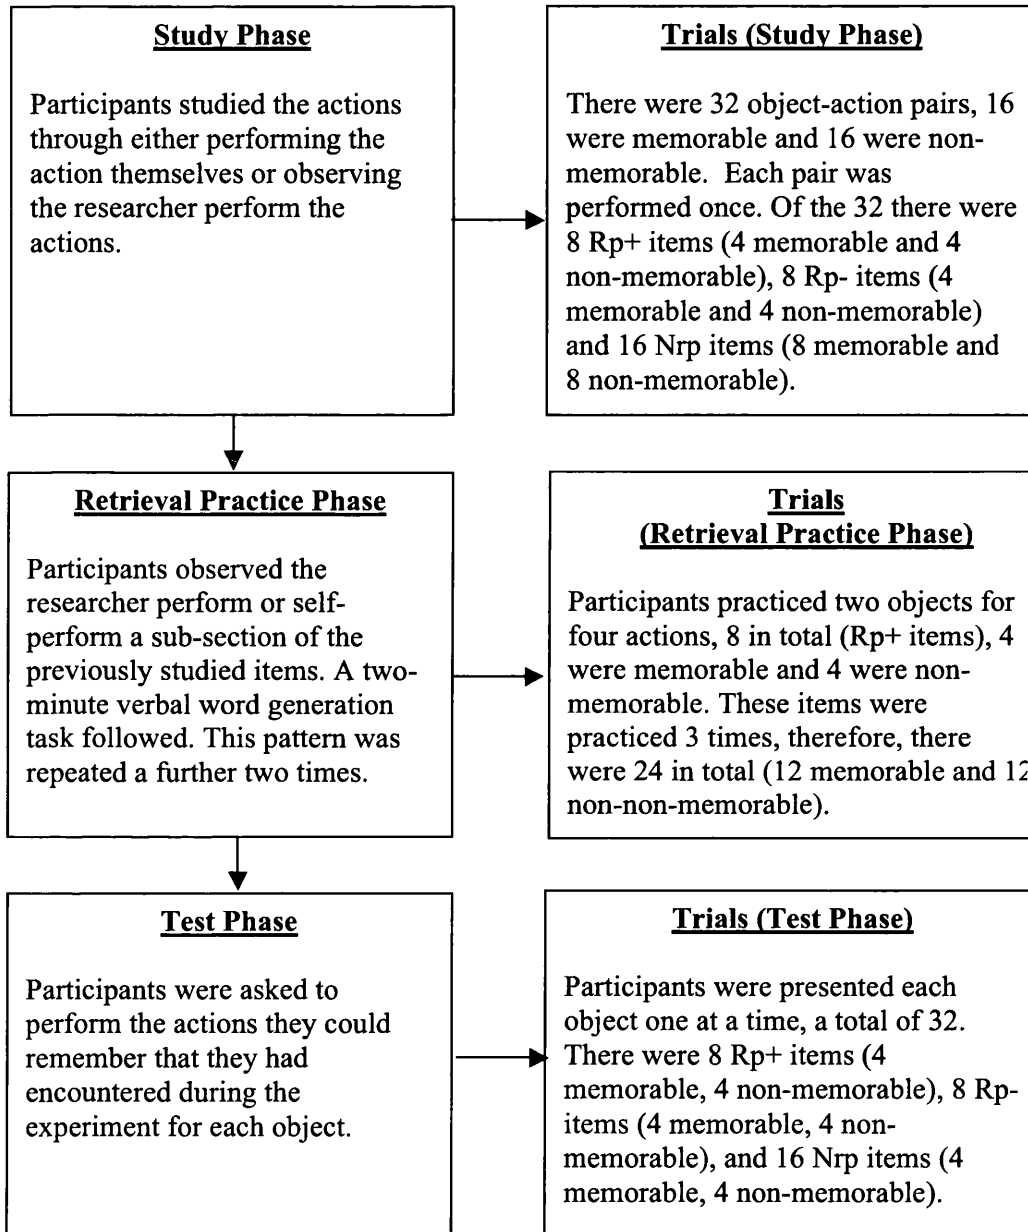 Study Phase
Participants studied the actions
through either performing the
action themselves or observing
the researcher perform the
actions.
Trials (Study Phase)
There were 32 object-action pairs, 16
were memorable and 16 were non-
memorable. Each pair was
performed once. Of the 32 there were
8 Rp+ items (4 memorable and 4
non-memorable), 8 Rp- items (4
memorable and 4 non-memorable)
and 16 Nrp items (8 memorable and
8 non-memorable).
Retrieval Practice Phase
Participants observed the
researcher perform or self-
perform a sub-section of the
previously studied items. A two-
minute verbal word generation
task followed. This pattern was
repeated a further two times.
Trials
(Retrieval Practice Phase)
Participants practiced two objects for
four actions, 8 in total (Rp+ items), 4
were memorable and 4 were non-
memorable. These items were
practiced 3 times, therefore, there
were 24 in total (12 memorable and 12
non-non-memorable).
Test Phase
Participants were asked to
perform the actions they could
remember that they had
encountered during the
experiment for each object.
Trials (Test Phase)
Participants were presented each
object one at a time, a total of 32.
There were 8 Rp+ items (4
memorable, 4 non-memorable), 8 Rp-
items (4 memorable, 4 non-
memorable), and 16 Nrp items (4
memorable, 4 non-memorable).